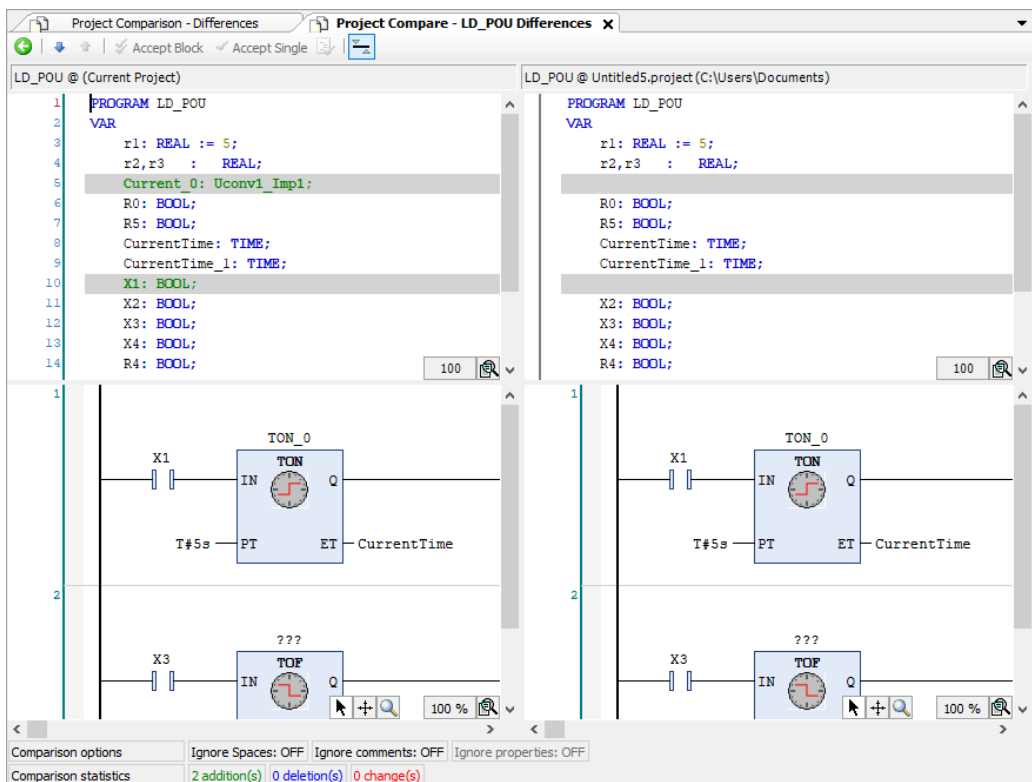 Project Comparison - Differences
Project Compare - LD_POU Differences X
Accept Block Accept Single
LD_POU @ (Current Project)
1 PROGRAM LD_POU
2 VAR
3 r1: REAL := 5;
4 r2,r3 : REAL;
5 Current_0: Uconv1_Imp1;
6 R0: BOOL;
7 R5: BOOL;
8 CurrentTime: TIME;
9 CurrentTime_1: TIME;
10 X1: BOOL;
11 X2: BOOL;
12 X3: BOOL;
13 X4: BOOL;
14 R4: BOOL;
100
LD_POU @ Untitled5.project (C:\Users\Documents)
PROGRAM LD_POU
VAR
r1: REAL := 5;
r2,r3 : REAL;
R0: BOOL;
R5: BOOL;
CurrentTime: TIME;
CurrentTime_1: TIME;
X2: BOOL;
X3: BOOL;
X4: BOOL;
R4: BOOL;
100
1
TON_0
X1 TON
IN Q
T#5s PT ET CurrentTime
2
???
X3 TOF
IN Q
100 %
1
TON_0
X1 TON
IN Q
T#5s PT ET CurrentTime
2
???
X3 TOF
IN Q
100 %
Comparison options Ignore Spaces: OFF Ignore comments: OFF Ignore properties: OFF
Comparison statistics 2 addition(s) 0 deletion(s) 0 change(s)